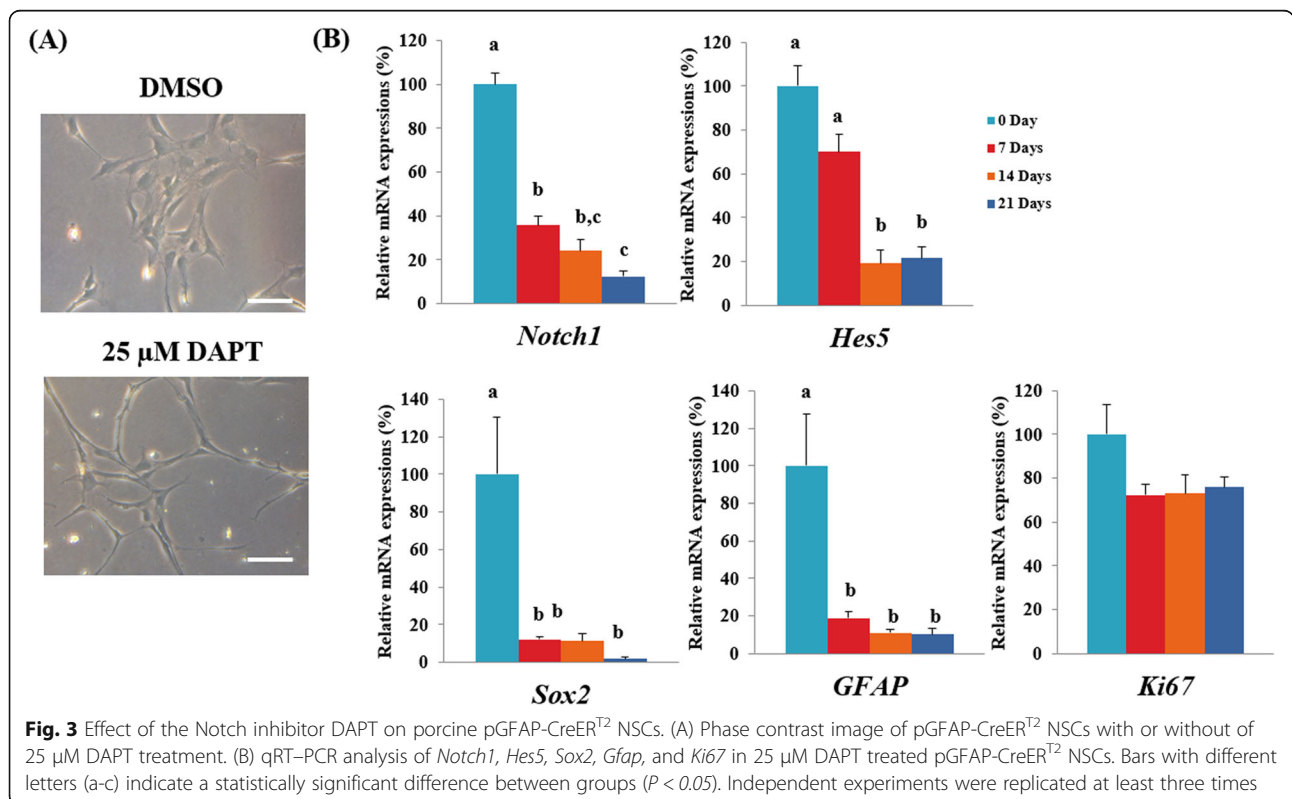 (A)
DMSO
25 μM DAPT
(B)
Relative mRNA expressions (%)
120
100
80
60
40
20
0
a
b
b,c
c
Notch1
Relative mRNA expressions (%)
120
100
80
60
40
20
0
a
a
b
b
Hes5
0 Day
7 Days
14 Days
21 Days
Relative mRNA expressions (%)
140
120
100
80
60
40
20
0
a
b b
b
Sox2
Relative mRNA expressions (%)
140
120
100
80
60
40
20
0
a
b
b
b
GFAP
Relative mRNA expressions (%)
120
100
80
60
40
20
0
Ki67
Fig. 3 Effect of the Notch inhibitor DAPT on porcine pGFAP-CreERT2 NSCs. (A) Phase contrast image of pGFAP-CreERT2 NSCs with or without of
25 μM DAPT treatment. (B) qRT–PCR analysis of Notch1, Hes5, Sox2, Gfap, and Ki67 in 25 μM DAPT treated pGFAP-CreERT2 NSCs. Bars with different
letters (a-c) indicate a statistically significant difference between groups (P < 0.05). Independent experiments were replicated at least three times